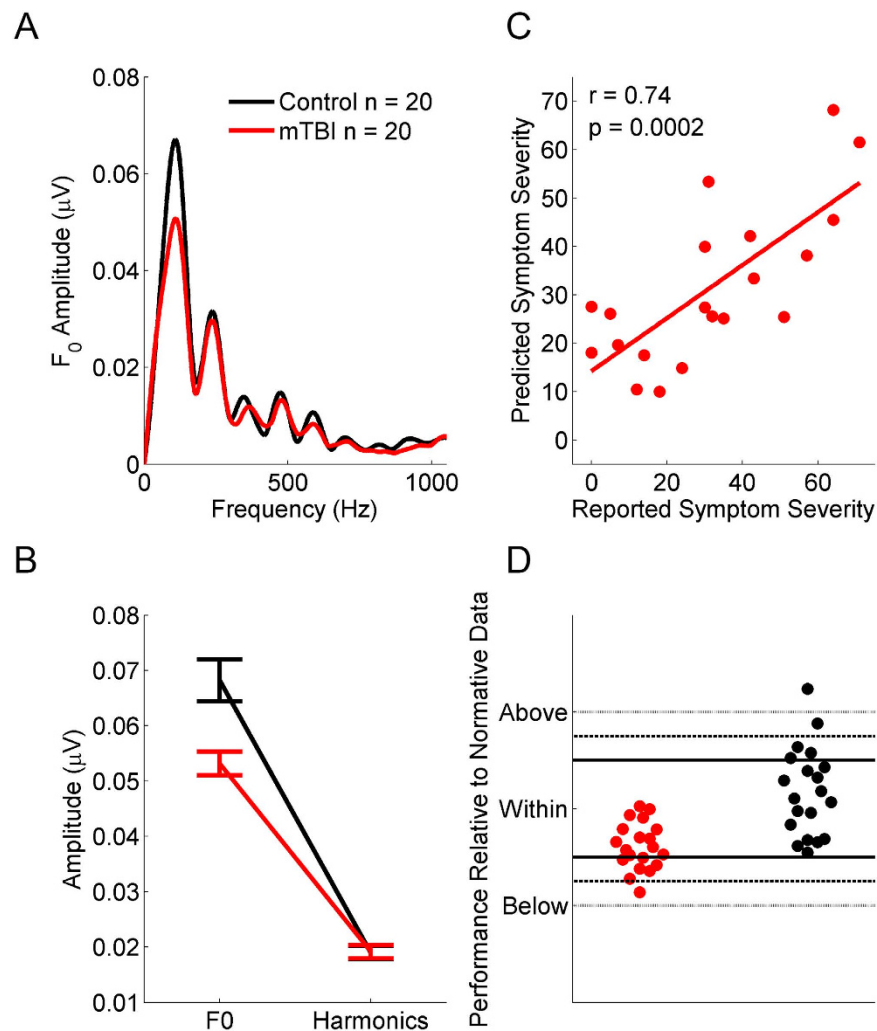 A
0.08
0.06
0.04
0.02
0
F0 Amplitude (μV)
Control n = 20
mTBI n = 20
0
500
1000
Frequency (Hz)
C
r = 0.74
p = 0.0002
70
60
50
40
30
20
10
0
Predicted Symptom Severity
0
20
40
60
Reported Symptom Severity
B
0.08
0.07
0.06
0.05
0.04
0.03
0.02
0.01
Amplitude (μV)
F0
Harmonics
D
Performance Relative to Normative Data
Above
Within
Below